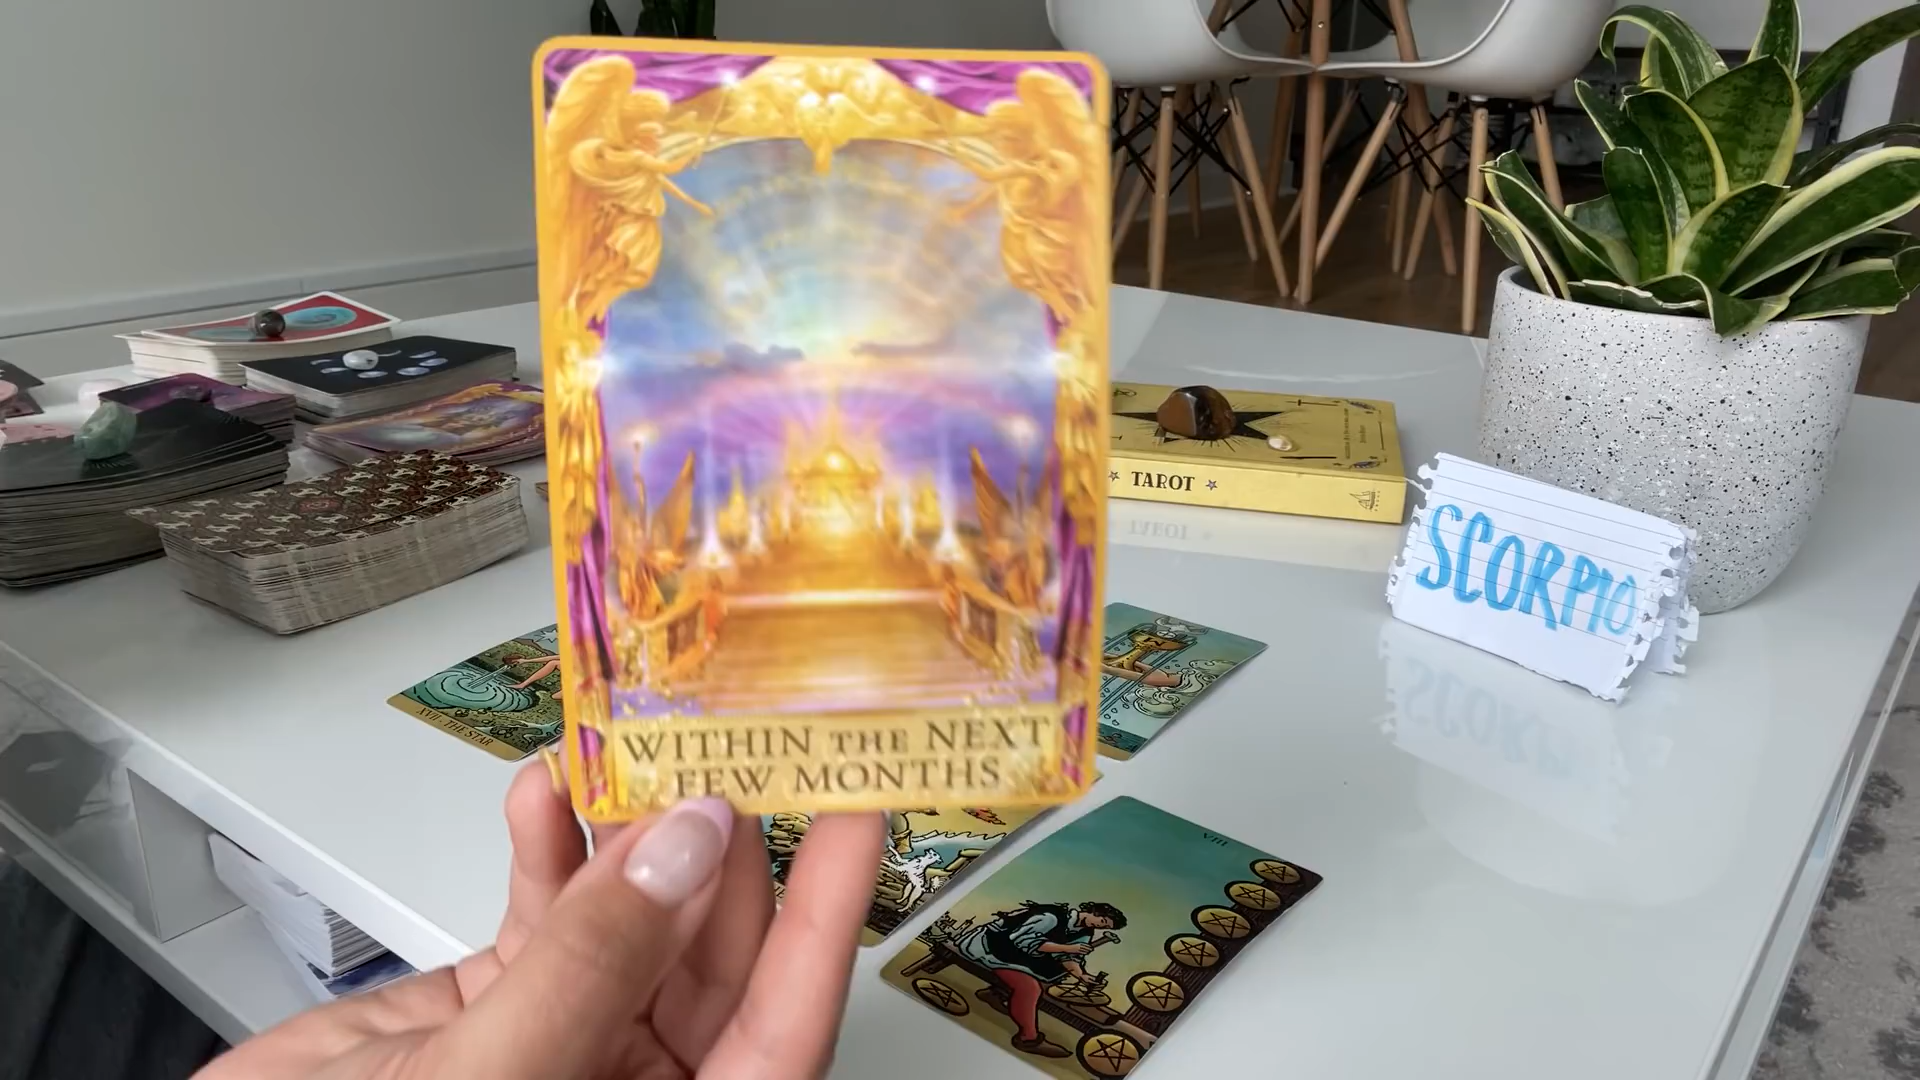 WITHIN THE NEXT
FEW MONTHS
TAROT
SCORPIO
XVII · THE STAR
VIII